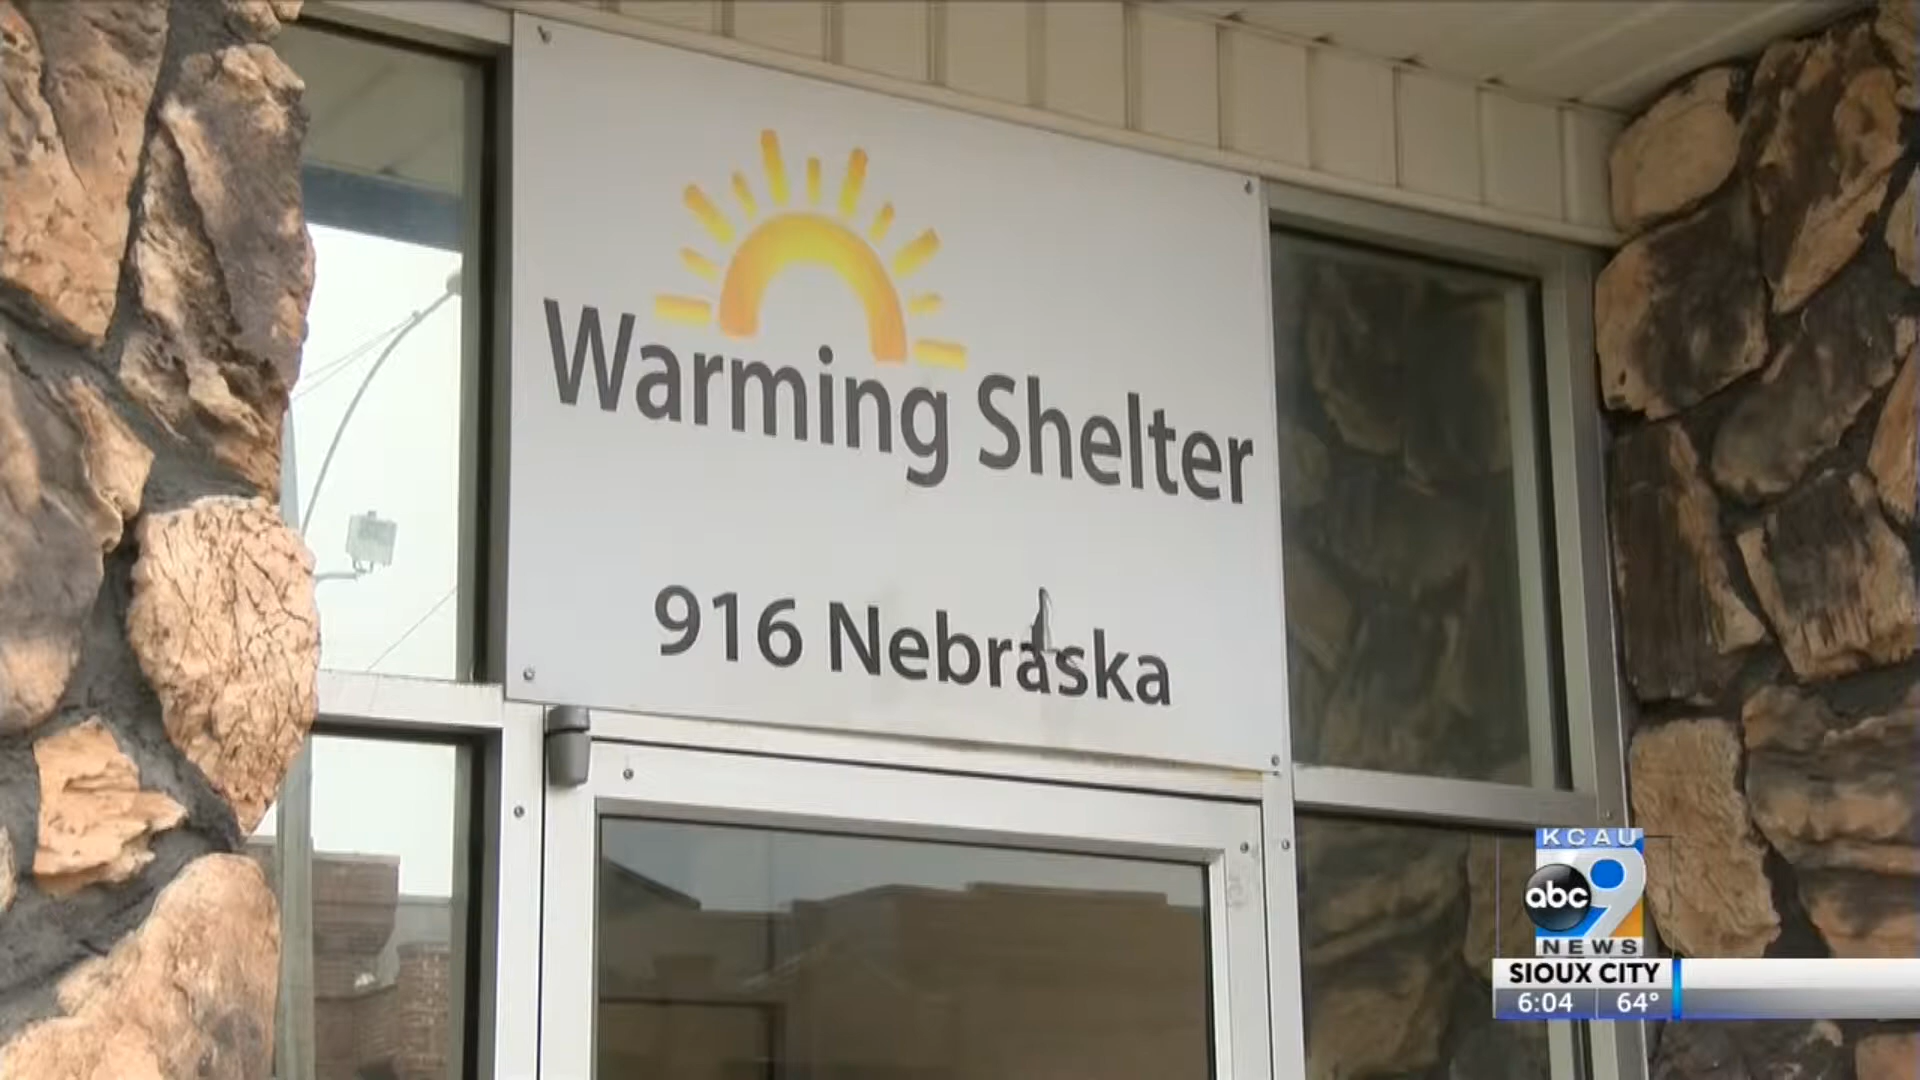 Warming Shelter
916 Nebraska
KCAU
abc 9
NEWS
SIOUX CITY
6:04 64°